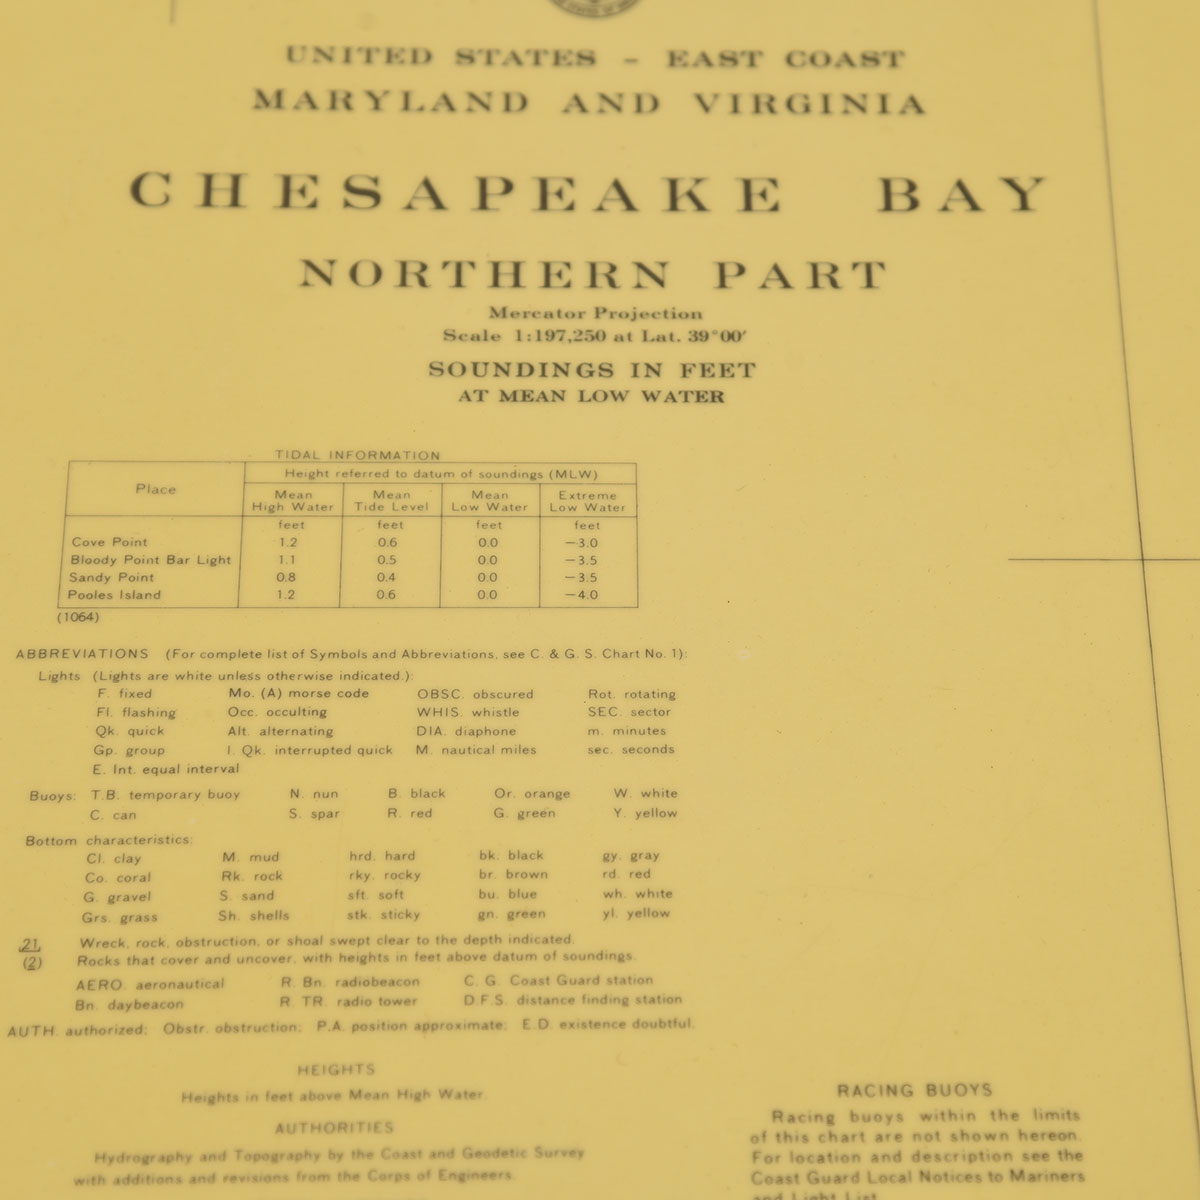 UNITED STATES – EAST COAST
MARYLAND AND VIRGINIA
CHESAPEAKE BAY
NORTHERN PART
Mercator Projection
Scale 1:197,250 at Lat. 39°00′
SOUNDINGS IN FEET
AT MEAN LOW WATER
TIDAL INFORMATION
Place
Height referred to datum of soundings (MLW)
Mean High Water Mean Tide Level Mean Low Water Extreme Low Water
feet feet feet feet
Cove Point 1.2 0.6 0.0 −3.0
Bloody Point Bar Light 1.1 0.5 0.0 −3.5
Sandy Point 0.8 0.4 0.0 −3.5
Pooles Island 1.2 0.6 0.0 −4.0
(1064)
ABBREVIATIONS (For complete list of Symbols and Abbreviations, see C. & G. S. Chart No. 1):
Lights (Lights are white unless otherwise indicated.):
F. fixed Mo. (A) morse code OBSC. obscured Rot. rotating
Fl. flashing Occ. occulting WHIS. whistle SEC. sector
Qk. quick Alt. alternating DIA. diaphone m. minutes
Gp. group I. Qk. interrupted quick M. nautical miles sec. seconds
E. Int. equal interval
Buoys: T.B. temporary buoy N. nun B. black Or. orange W. white
C. can S. spar R. red G. green Y. yellow
Bottom characteristics:
Cl. clay M. mud hrd. hard bk. black gy. gray
Co. coral Rk. rock rky. rocky br. brown rd. red
G. gravel S. sand sft. soft bu. blue wh. white
Grs. grass Sh. shells stk. sticky gn. green yl. yellow
21 Wreck, rock, obstruction, or shoal swept clear to the depth indicated.
(2) Rocks that cover and uncover, with heights in feet above datum of soundings.
AERO. aeronautical R. Bn. radiobeacon C. G. Coast Guard station
Bn. daybeacon R. TR. radio tower D.F.S. distance finding station
AUTH. authorized; Obstr. obstruction; P.A. position approximate; E.D. existence doubtful.
HEIGHTS
Heights in feet above Mean High Water.
AUTHORITIES
Hydrography and Topography by the Coast and Geodetic Survey
with additions and revisions from the Corps of Engineers.
RACING BUOYS
Racing buoys within the limits
of this chart are not shown hereon.
For location and description see the
Coast Guard Local Notices to Mariners
and Light List.